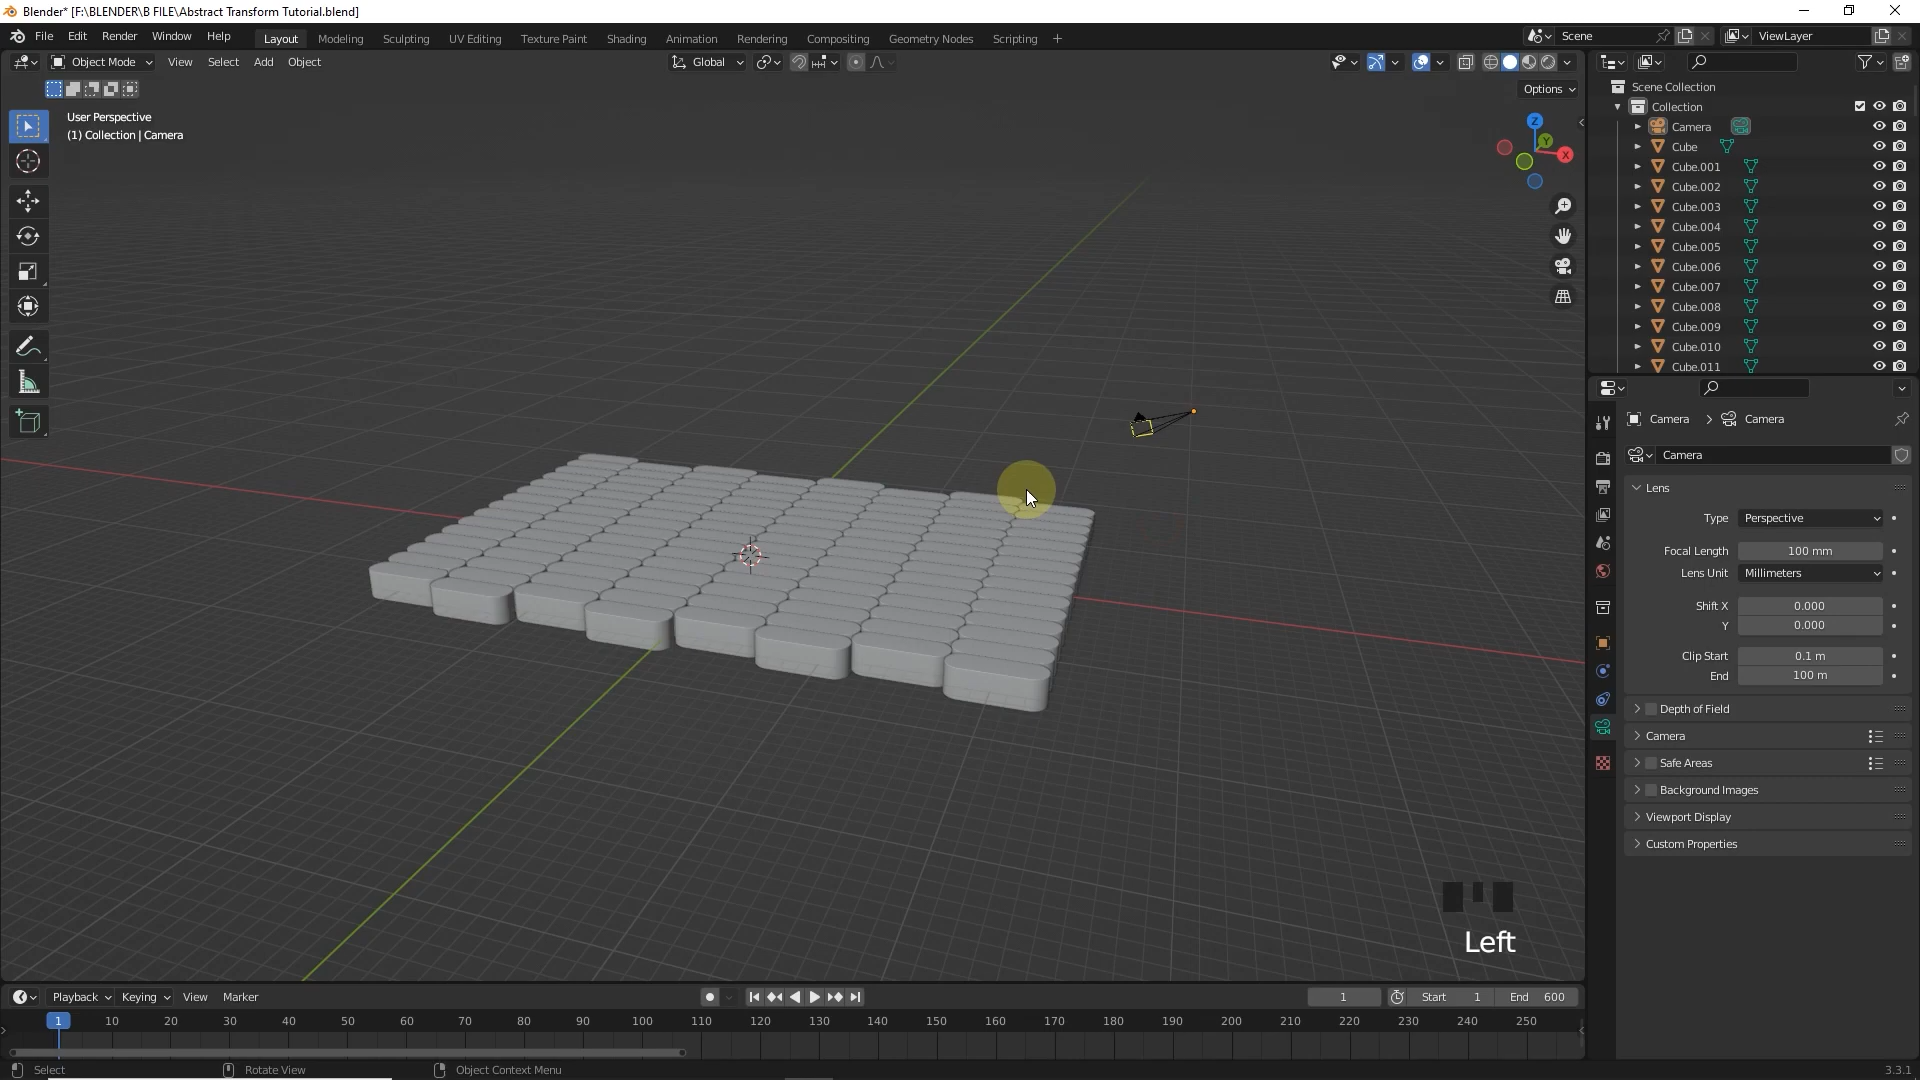 Blender* [F:\BLENDER\B FILE\Abstract Transform Tutorial.blend]
File Edit Render Window Help Layout Modeling Sculpting UV Editing Texture Paint Shading Animation Rendering Compositing Geometry Nodes Scripting + Scene ViewLayer
Object Mode View Select Add Object Global
Options
User Perspective
(1) Collection | Camera
Z
Y
X
Scene Collection
Collection
Camera
Cube
Cube.001
Cube.002
Cube.003
Cube.004
Cube.005
Cube.006
Cube.007
Cube.008
Cube.009
Cube.010
Cube.011
Camera > Camera
Camera
Lens
Type Perspective
Focal Length 100 mm
Lens Unit Millimeters
Shift X 0.000
Y 0.000
Clip Start 0.1 m
End 100 m
Depth of Field
Camera
Safe Areas
Background Images
Viewport Display
Custom Properties
Left
Playback Keying View Marker 1 Start 1 End 600
1 10 20 30 40 50 60 70 80 90 100 110 120 130 140 150 160 170 180 190 200 210 220 230 240 250
Select Rotate View Object Context Menu 3.3.1